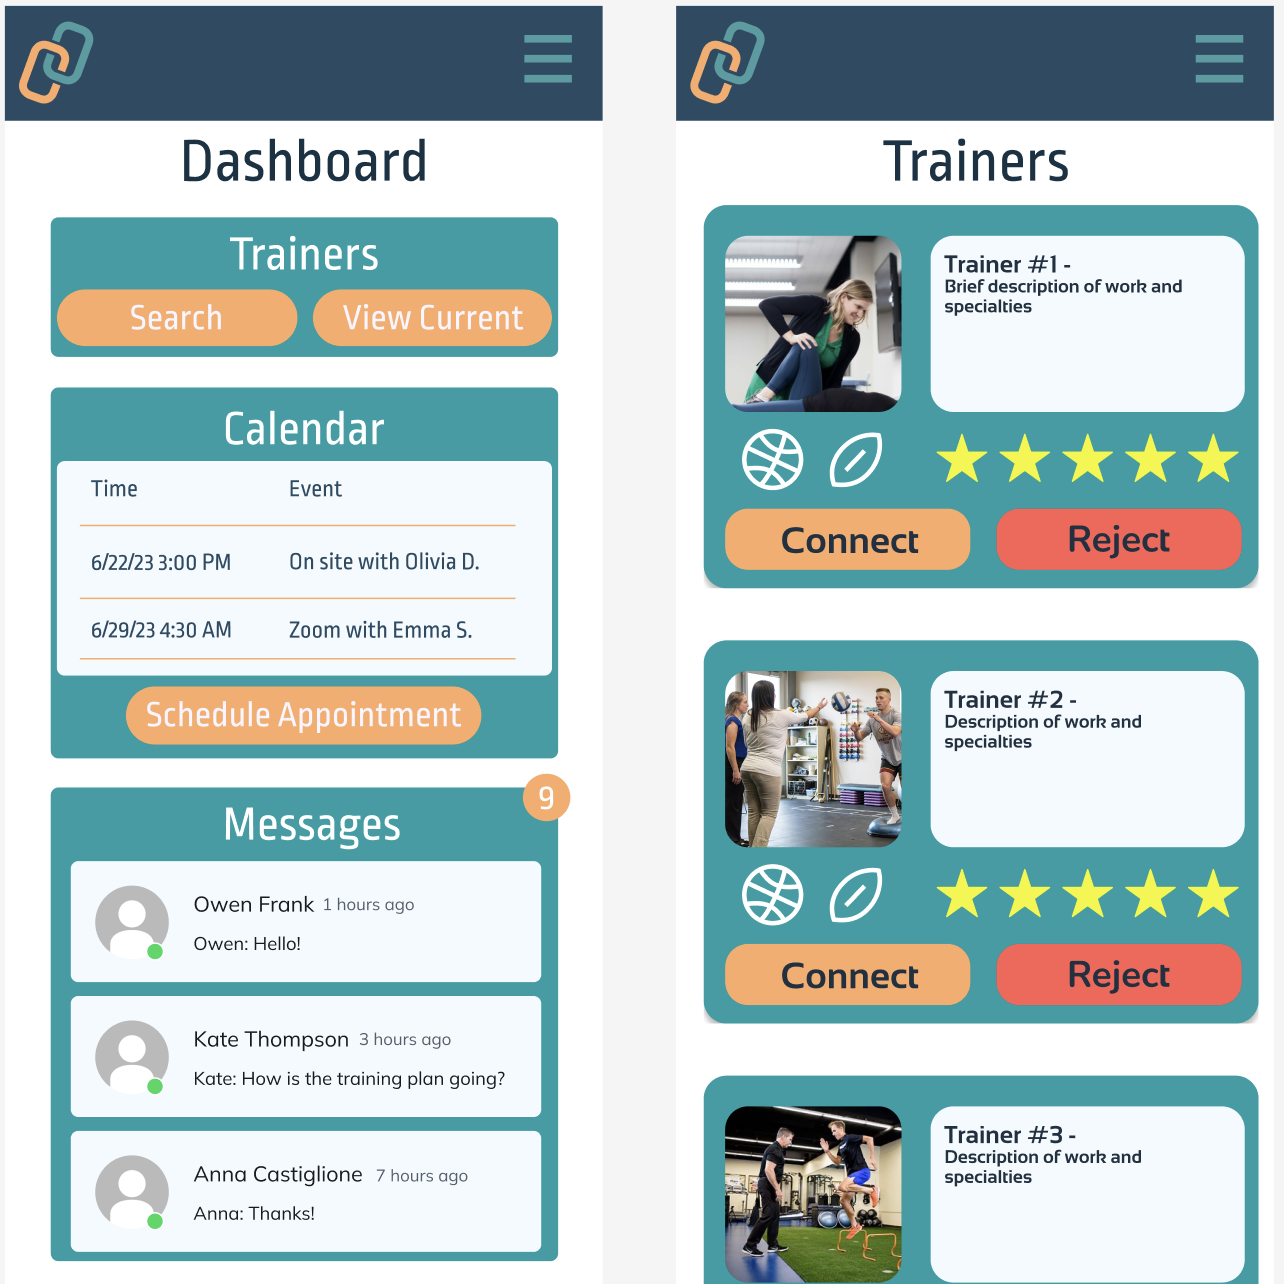 Dashboard
Trainers
Search
View Current
Calendar
Time Event
6/22/23 3:00 PM On site with Olivia D.
6/29/23 4:30 AM Zoom with Emma S.
Schedule Appointment
9
Messages
Owen Frank 1 hours ago
Owen: Hello!
Kate Thompson 3 hours ago
Kate: How is the training plan going?
Anna Castiglione 7 hours ago
Anna: Thanks!
Trainers
Trainer #1 -
Brief description of work and
specialties
Connect
Reject
Trainer #2 -
Description of work and
specialties
Connect
Reject
Trainer #3 -
Description of work and
specialties